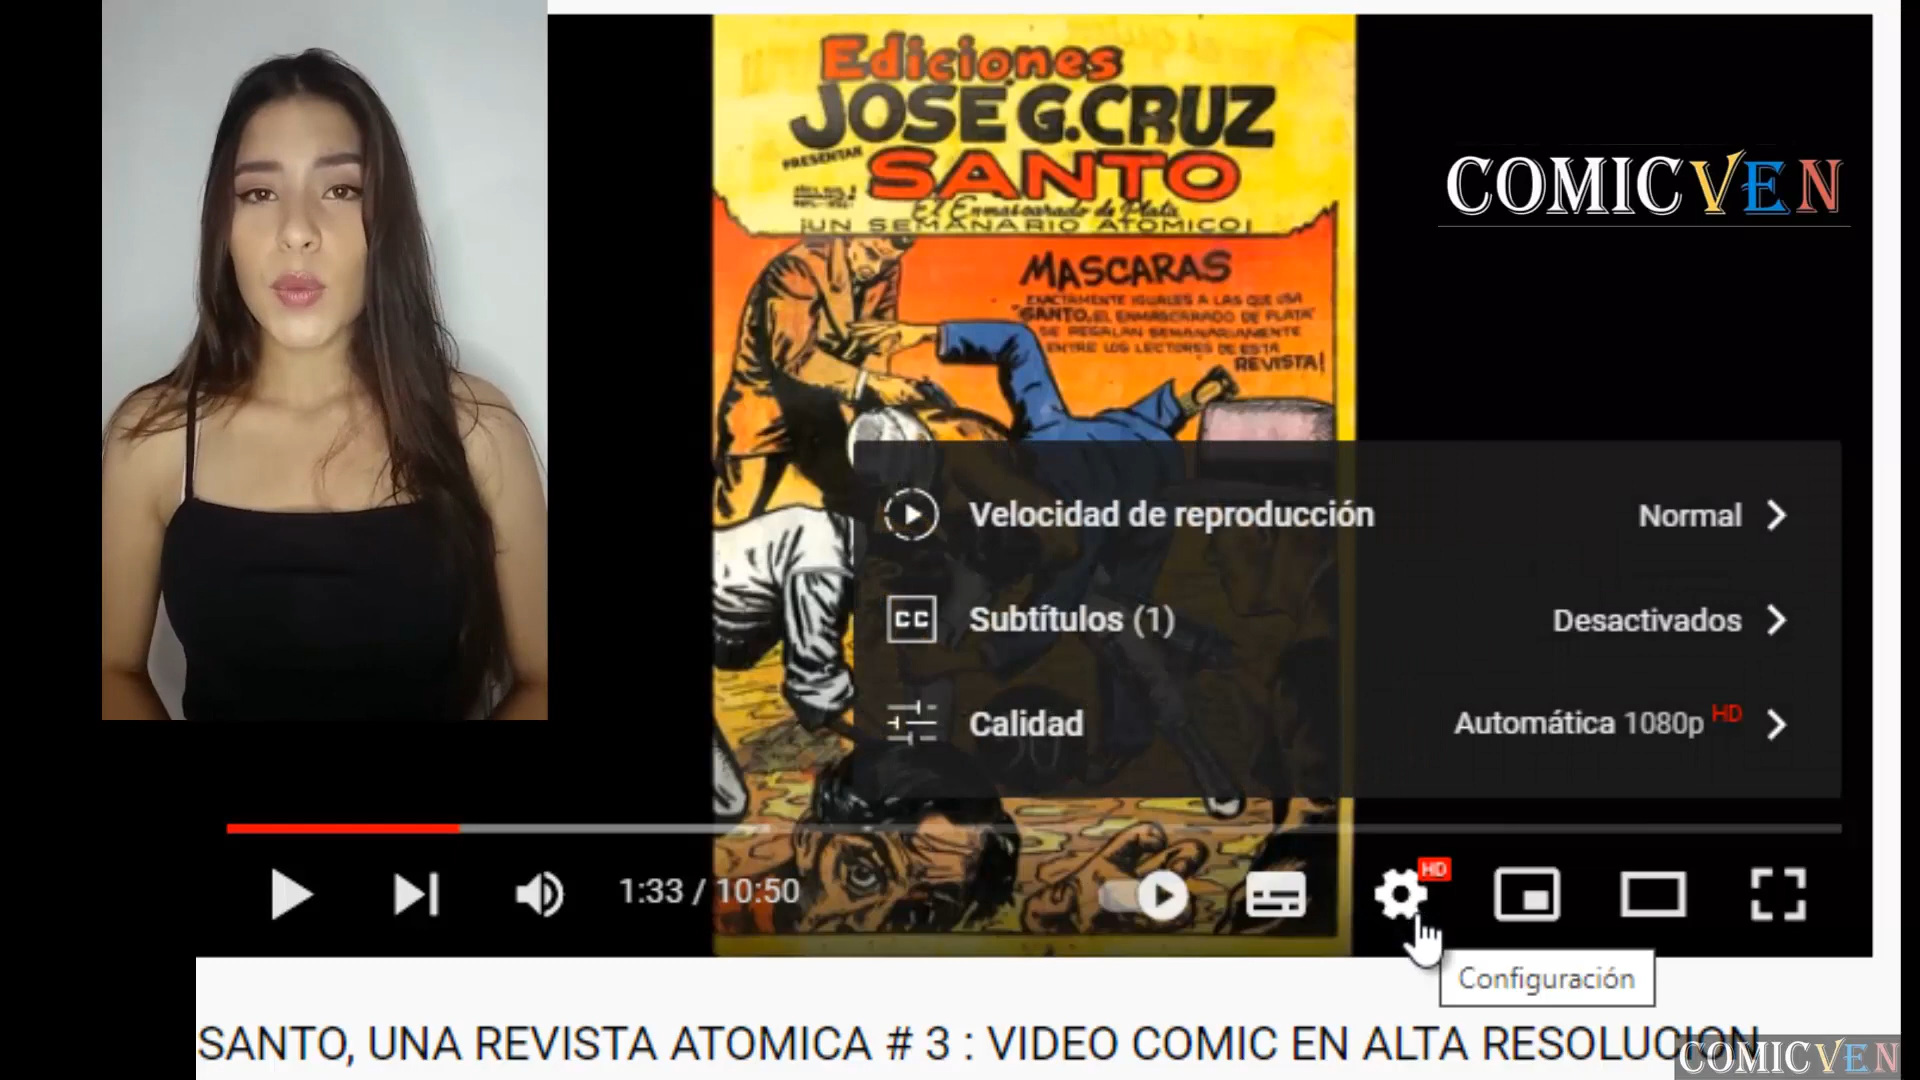 Ediciones
JOSE G. CRUZ
PRESENTAN
SANTO
El Enmascarado de Plata
¡UN SEMANARIO ATOMICO!
MASCARAS
EXACTAMENTE IGUALES A LAS QUE USA
"SANTO, EL ENMASCARADO DE PLATA"
SE REGALAN SEMANARIAMENTE
ENTRE LOS LECTORES DE ESTA
REVISTA!
COMICVEN
Velocidad de reproducción Normal
CC Subtítulos (1) Desactivados
Calidad Automática 1080p HD
1:33 / 10:50
HD
Configuración
SANTO, UNA REVISTA ATOMICA # 3 : VIDEO COMIC EN ALTA RESOLUCION
COMICVEN